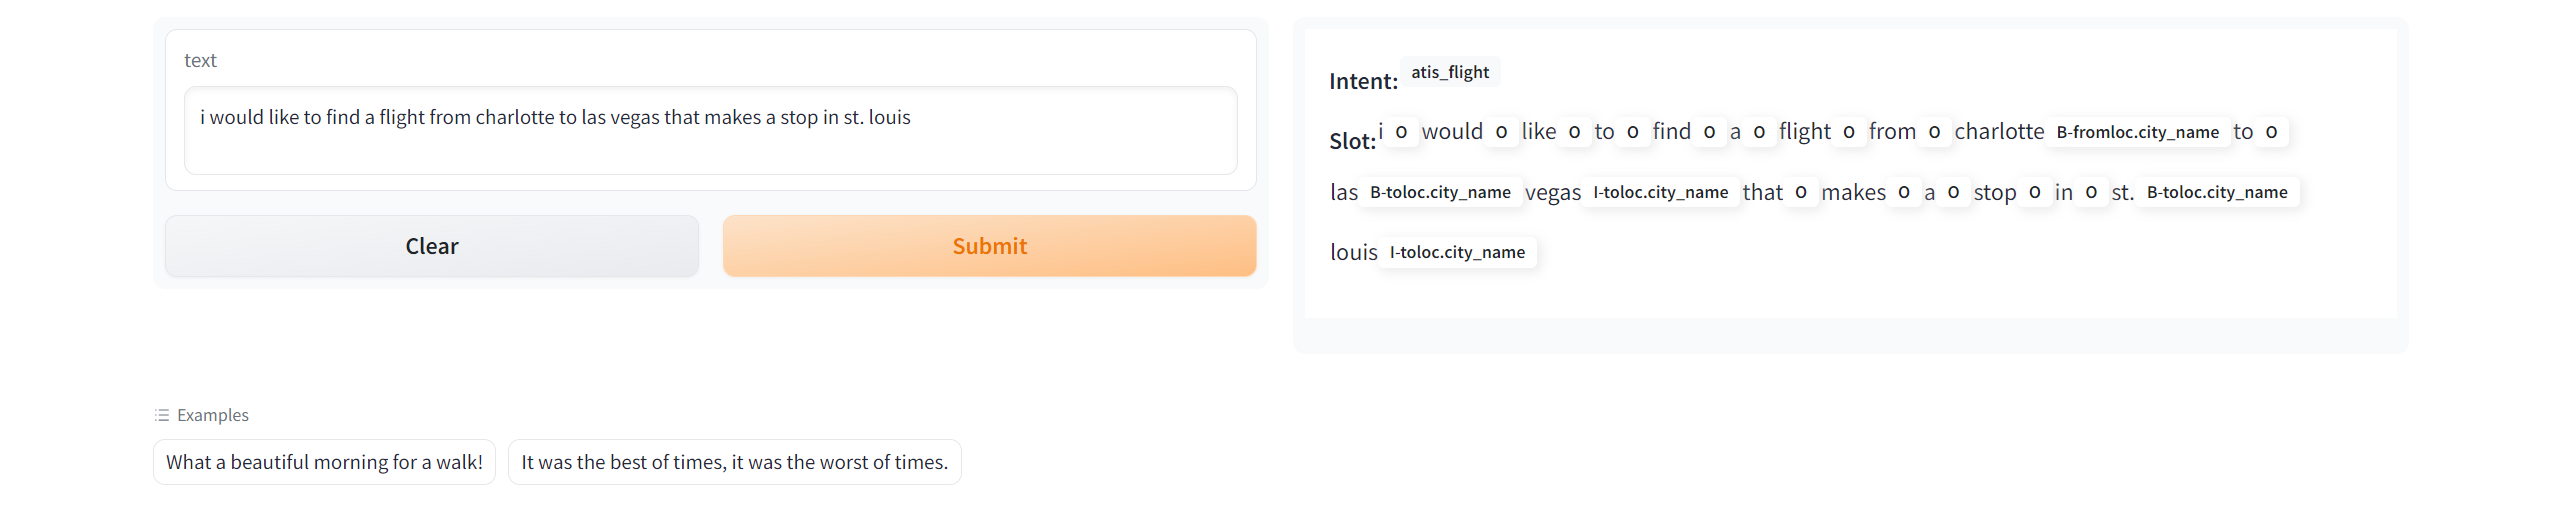 text
i would like to find a flight from charlotte to las vegas that makes a stop in st. louis
Clear
Submit
Intent: atis_flight
Slot: i O would O like O to O find O a O flight O from O charlotte B-fromloc.city_name to O
las B-toloc.city_name vegas I-toloc.city_name that O makes O a O stop O in O st. B-toloc.city_name
louis I-toloc.city_name
Examples
What a beautiful morning for a walk!
It was the best of times, it was the worst of times.